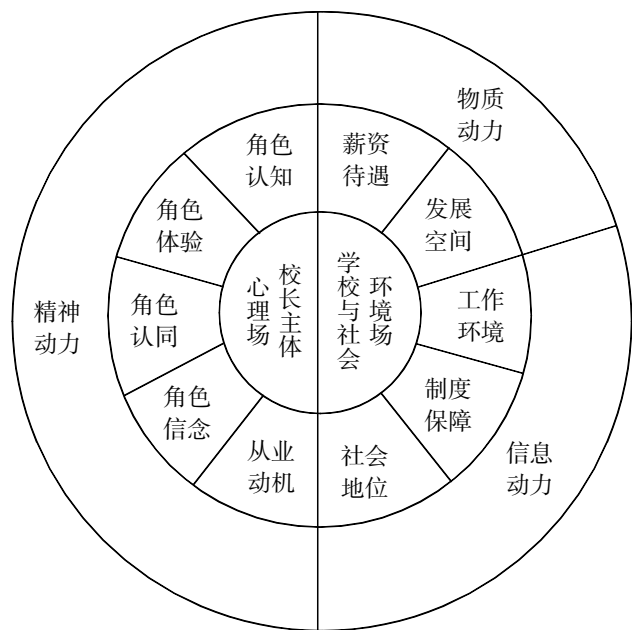 物质
动力
角色
认知
薪资
待遇
角色
体验
发展
空间
校长主体
心理场
环境场
学校与社会
精神
动力
角色
认同
工作
环境
角色
信念
制度
保障
从业
动机
社会
地位
信息
动力